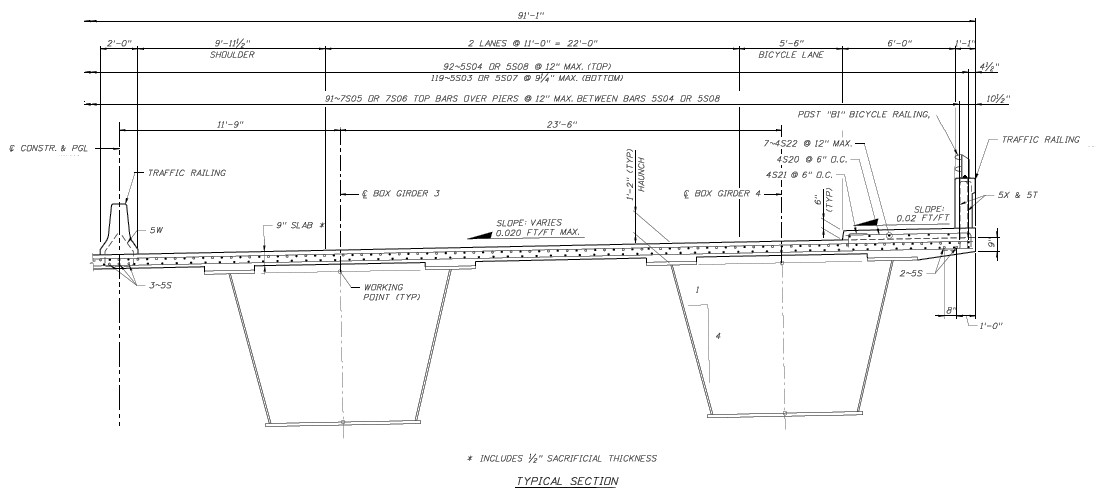 91'-1"
2'-0" 9'-11½" 2 LANES @ 11'-0" = 22'-0" 5'-6" 6'-0" 1'-1"
SHOULDER BICYCLE LANE
92~5S04 OR 5S08 @ 12" MAX. (TOP) 4½"
119~5S03 OR 5S07 @ 9¼" MAX. (BOTTOM)
91~7S05 OR 7S06 TOP BARS OVER PIERS @ 12" MAX. BETWEEN BARS 5S04 OR 5S08 10½"
POST "B1" BICYCLE RAILING,
11'-9" 23'-6"
℄ CONSTR. & PGL TRAFFIC RAILING
7~4S22 @ 12" MAX.
4S20 @ 6" O.C.
4S21 @ 6" O.C.
TRAFFIC RAILING
1'-2" (TYP)
HAUNCH
℄ BOX GIRDER 3 ℄ BOX GIRDER 4
6"
(TYP)
5X & 5T
SLOPE:
0.02 FT/FT
5W 9" SLAB *
SLOPE: VARIES
0.020 FT/FT MAX.
9"
3~5S WORKING
POINT (TYP)
2~5S
1
4
8"
1'-0"
* INCLUDES ½" SACRIFICIAL THICKNESS
TYPICAL SECTION